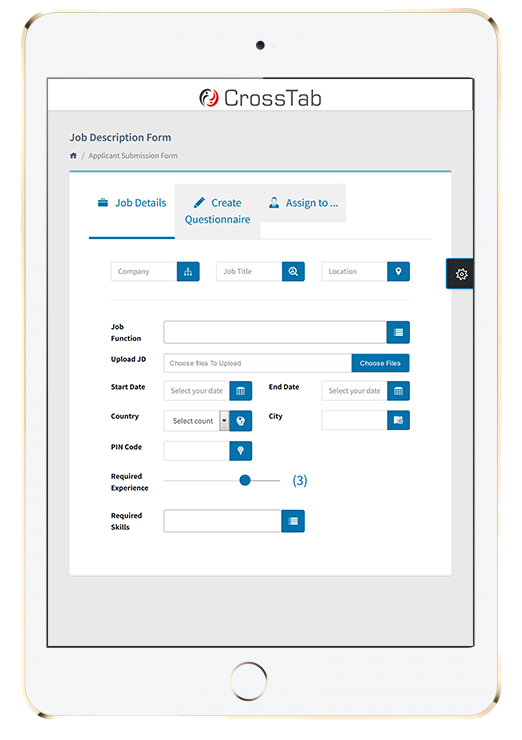 CrossTab
Job Description Form
/ Applicant Submission Form
Job Details
Create
Questionnaire
Assign to ...
Company
Job Title
Location
Job
Function
Upload JD
Choose files To Upload
Choose Files
Start Date
Select your date
End Date
Select your date
Country
Select count
City
PIN Code
Required
Experience
(3)
Required
Skills